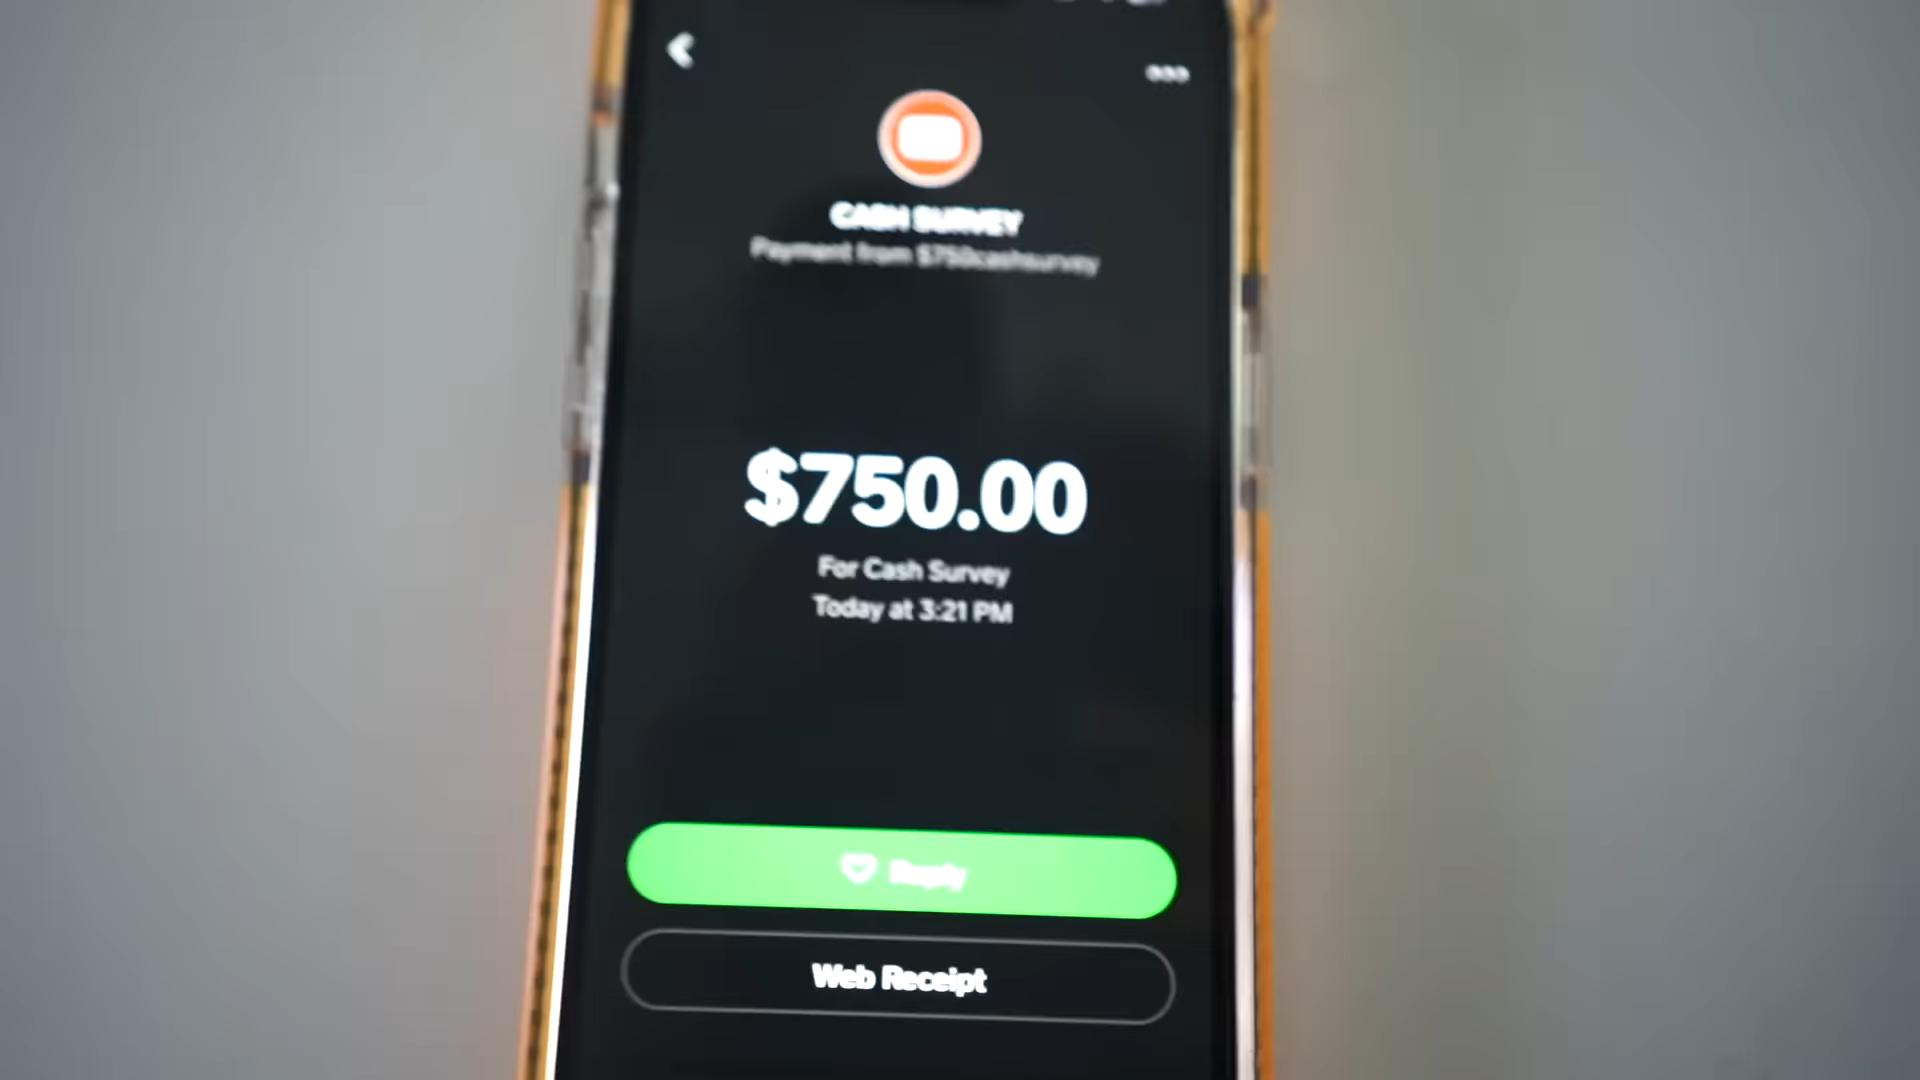 CASH SURVEY
Payment from $750cashsurvey
$750.00
For Cash Survey
Today at 3:21 PM
Reply
Web Receipt